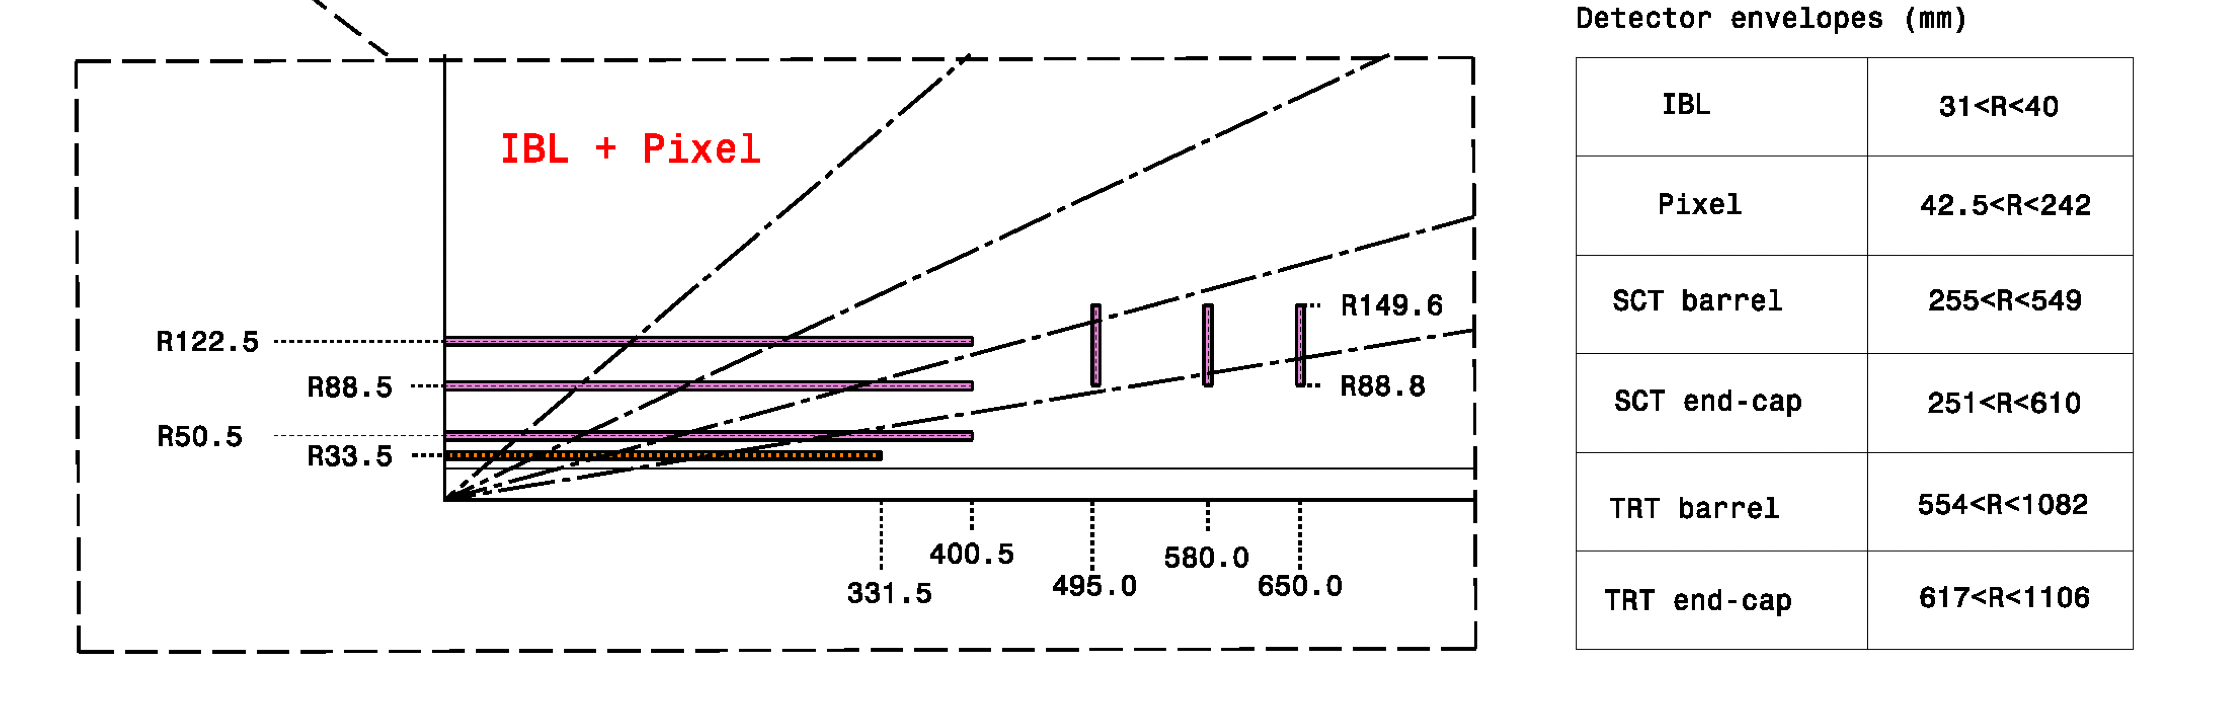 Detector envelopes (mm)
IBL + Pixel
R122.5
R88.5
R50.5
R33.5
R149.6
R88.8
400.5
580.0
495.0
650.0
331.5
IBL 31<R<40
Pixel 42.5<R<242
SCT barrel 255<R<549
SCT end-cap 251<R<610
TRT barrel 554<R<1082
TRT end-cap 617<R<1106